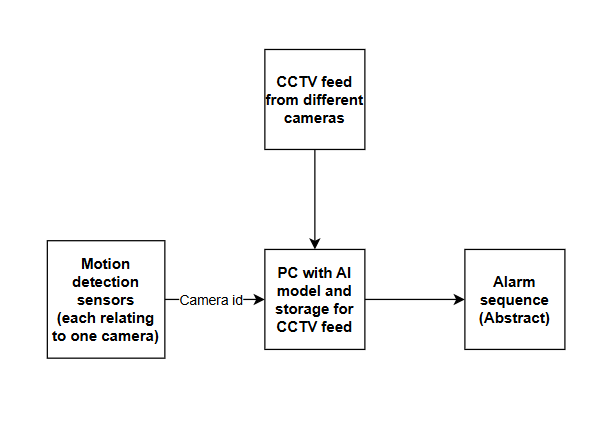 CCTV feed
from different
cameras
Motion
detection
sensors
(each relating
to one camera)
Camera id
PC with AI
model and
storage for
CCTV feed
Alarm
sequence
(Abstract)